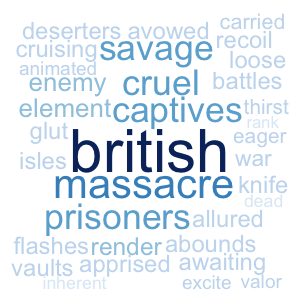 deserters avowed carried
cruising savage recoil
animated loose
enemy cruel battles
element captives thirst
rank
glut british eager
isles war
massacre knife
dead
prisoners allured
flashes render abounds
vaults apprised awaiting
inherent excite valor